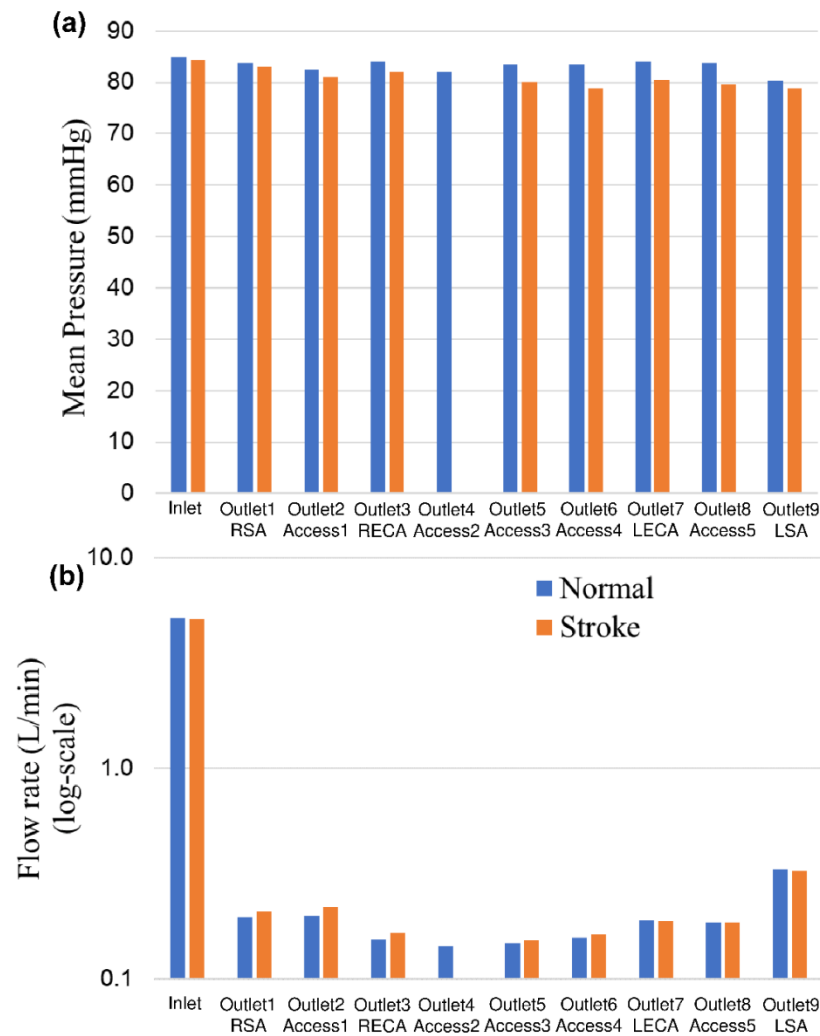 (a)
90
80
70
60
50
40
30
20
10
0
Mean Pressure (mmHg)
Inlet Outlet1 Outlet2 Outlet3 Outlet4 Outlet5 Outlet6 Outlet7 Outlet8 Outlet9
RSA Access1 RECA Access2 Access3 Access4 LECA Access5 LSA
(b)
10.0
1.0
0.1
Flow rate (L/min)
(log-scale)
Normal
Stroke
Inlet Outlet1 Outlet2 Outlet3 Outlet4 Outlet5 Outlet6 Outlet7 Outlet8 Outlet9
RSA Access1 RECA Access2 Access3 Access4 LECA Access5 LSA